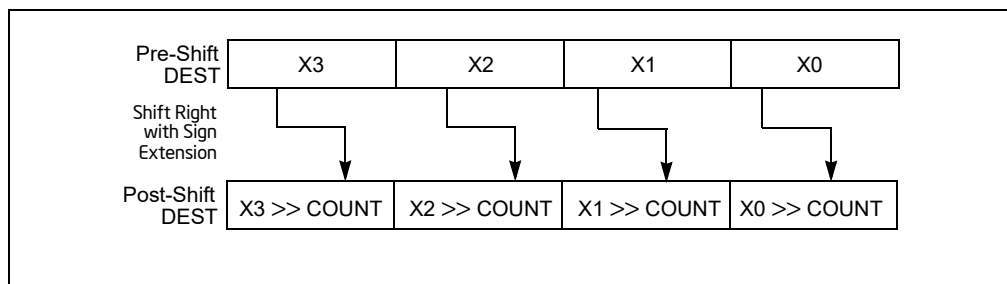 Pre-Shift
DEST
X3 X2 X1 X0
Shift Right
with Sign
Extension
Post-Shift
DEST
X3 >> COUNT X2 >> COUNT X1 >> COUNT X0 >> COUNT